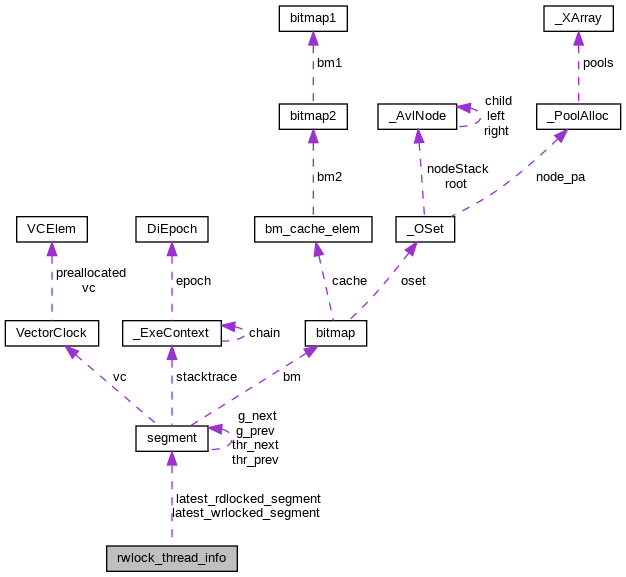 bitmap1
_XArray
bm1
pools
bitmap2
_AvlNode
child
left
right
_PoolAlloc
bm2
nodeStack
root
node_pa
VCElem
DiEpoch
bm_cache_elem
_OSet
preallocated
vc
epoch
cache
oset
VectorClock
_ExeContext
chain
bitmap
vc
stacktrace
bm
segment
g_next
g_prev
thr_next
thr_prev
latest_rdlocked_segment
latest_wrlocked_segment
rwlock_thread_info